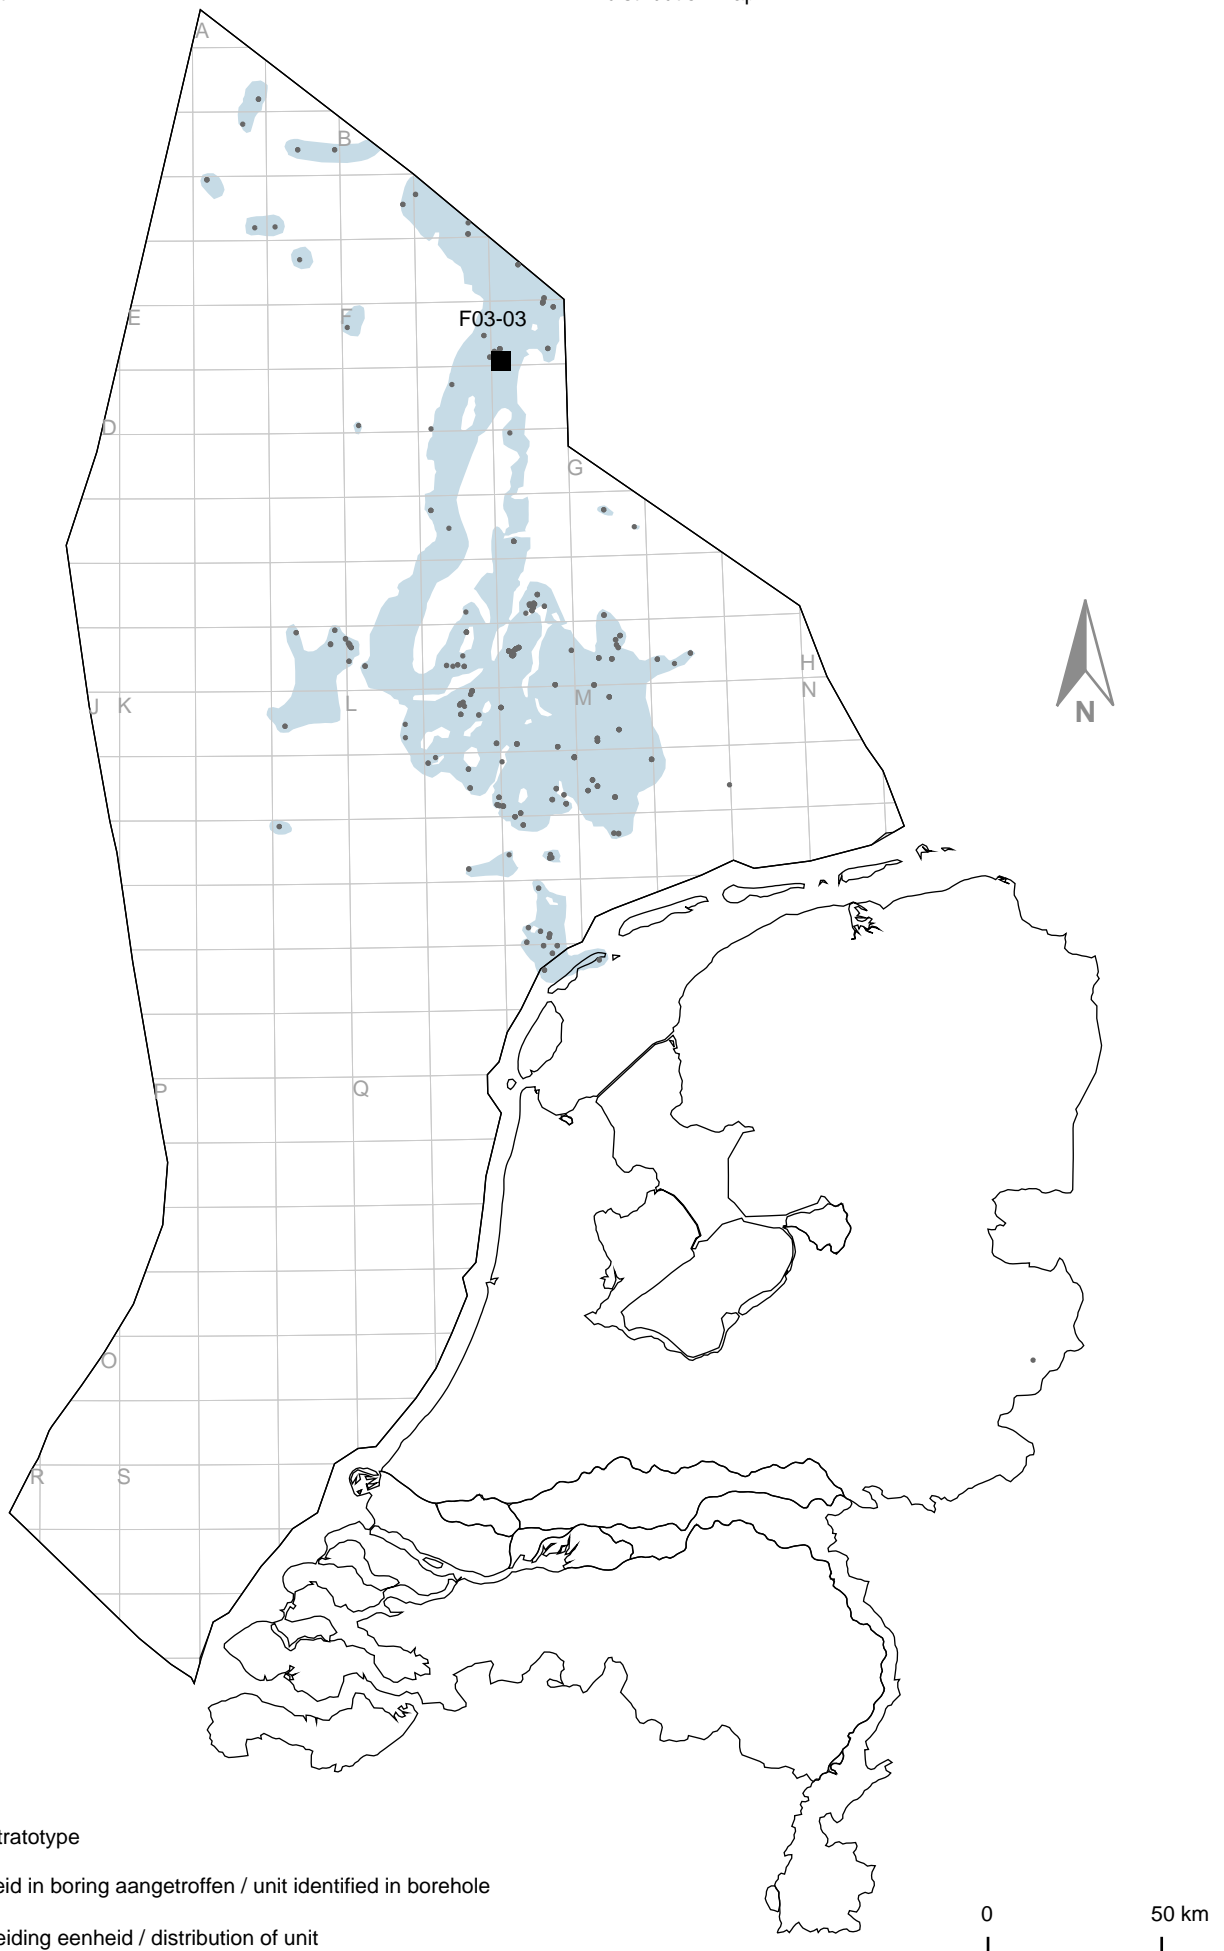 A
B
E
F
F03-03
D
G
H
N
J K
L
M
N
P
Q
O
R
S
tratotype
eid in boring aangetroffen / unit identified in borehole
eiding eenheid / distribution of unit
0
50 km